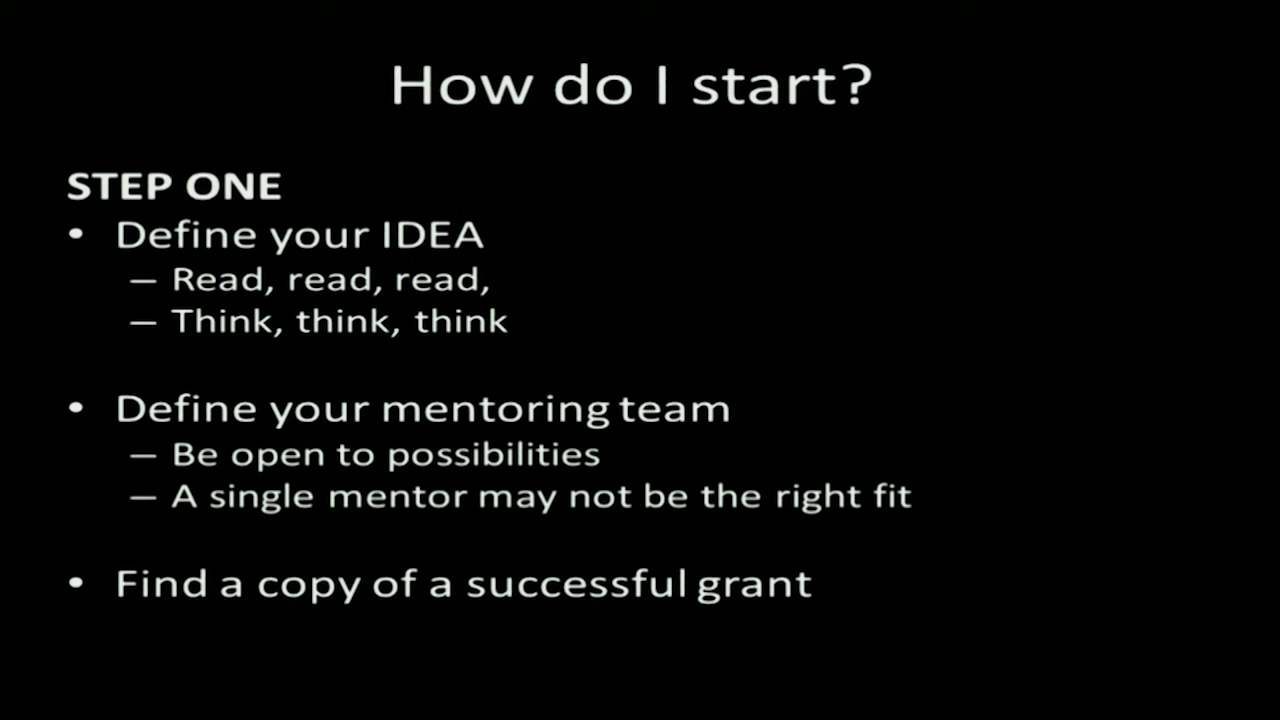 How do I start?
STEP ONE
• Define your IDEA
– Read, read, read,
– Think, think, think
• Define your mentoring team
– Be open to possibilities
– A single mentor may not be the right fit
• Find a copy of a successful grant